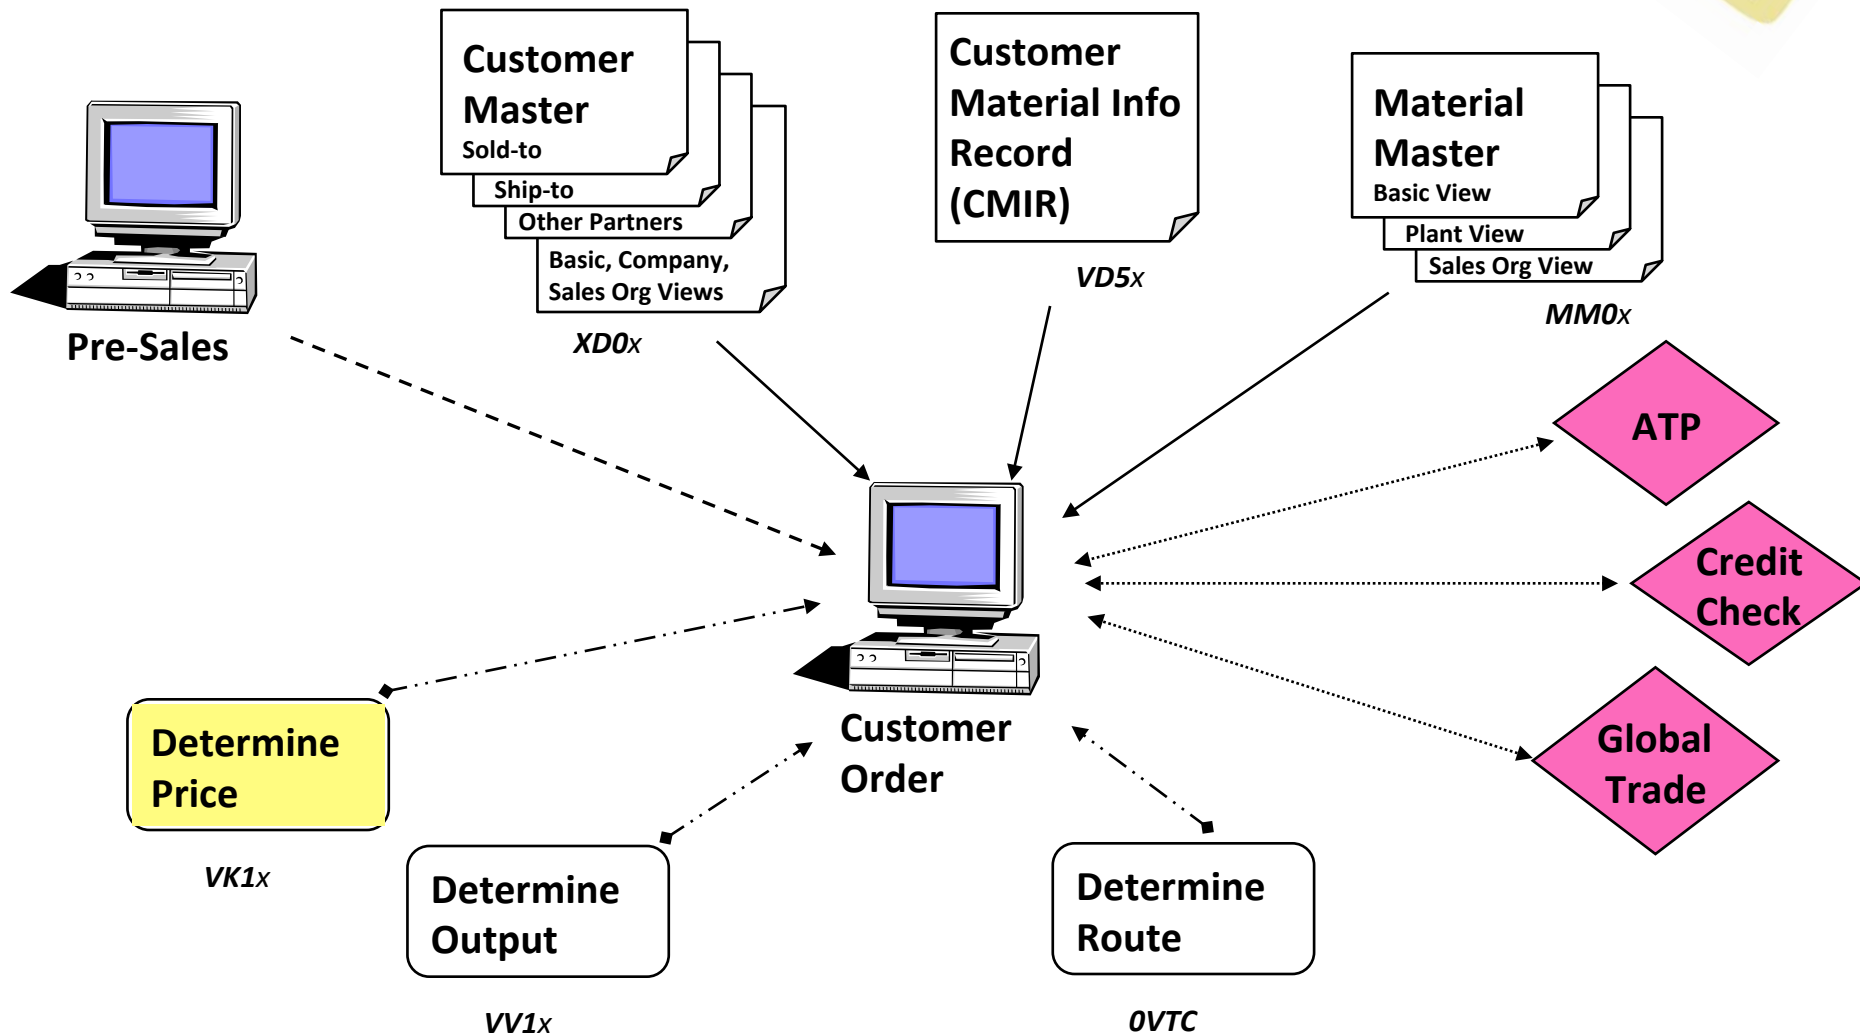 Customer
Master
Sold-to
Ship-to
Other Partners
Basic, Company,
Sales Org Views
XD0x
Customer
Material Info
Record
(CMIR)
VD5x
Material
Master
Basic View
Plant View
Sales Org View
MM0x
Pre-Sales
ATP
Credit
Check
Global
Trade
Customer
Order
Determine
Price
VK1x
Determine
Output
VV1x
Determine
Route
0VTC